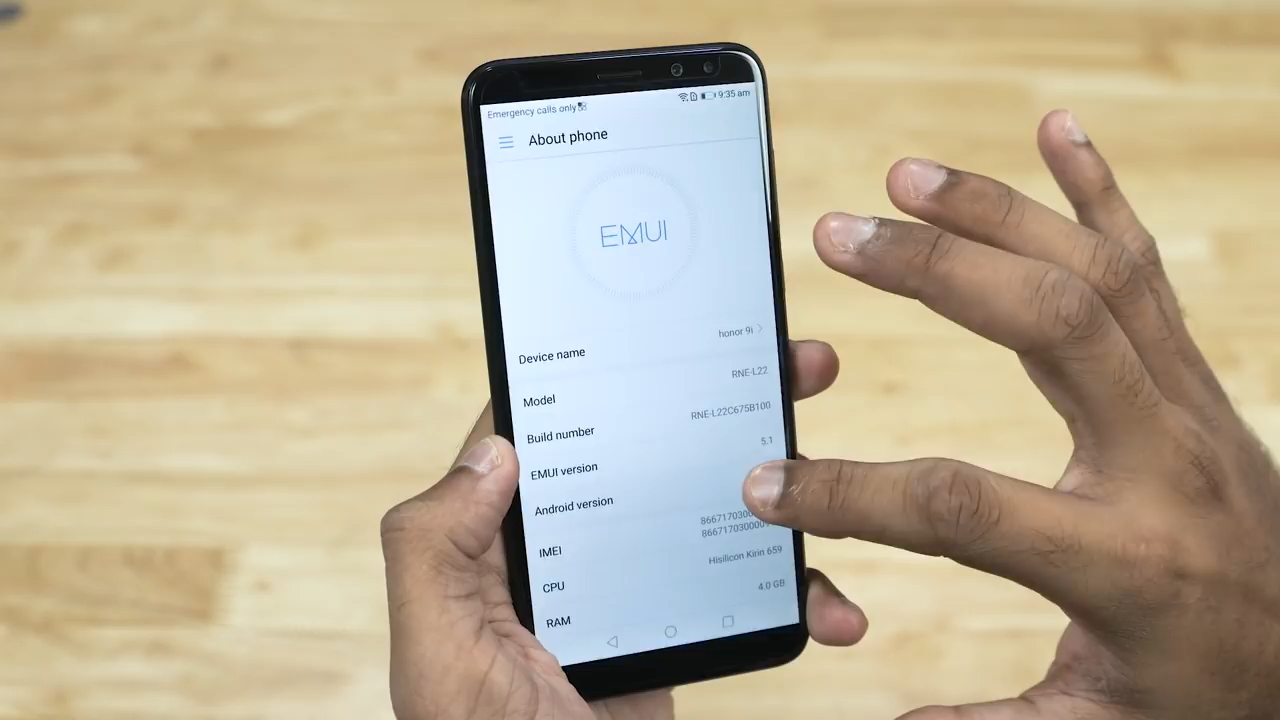 Emergency calls only
9:35 am
About phone
EMUI
Device name
honor 9i
Model
RNE-L22
Build number
RNE-L22C675B100
EMUI version
5.1
Android version
IMEI
CPU
Hisilicon Kirin 659
RAM
4.0 GB